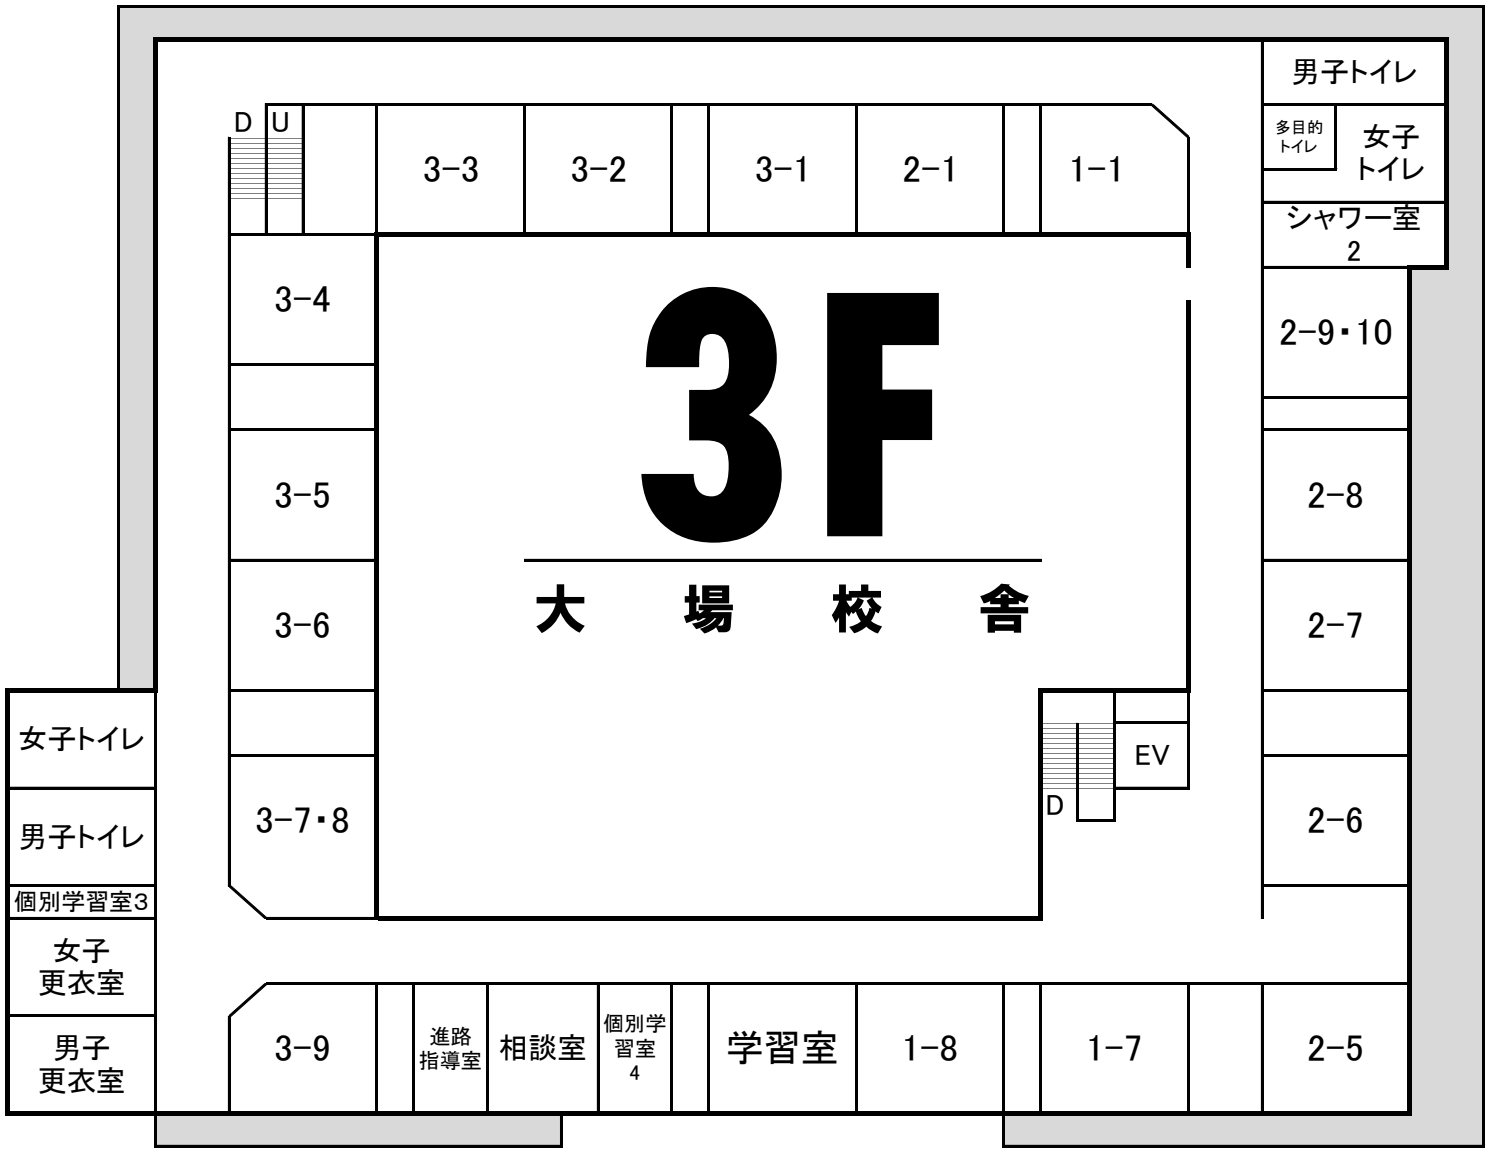 男子トイレ
D
U
3-3
3-2
3-1
2-1
1-1
多目的
トイレ
女子
トイレ
シャワー室
2
3-4
2-9・10
3F
3-5
2-8
大場校舎
3-6
2-7
女子トイレ
EV
D
男子トイレ
3-7・8
2-6
個別学習室3
女子
更衣室
男子
更衣室
3-9
進路
指導室
相談室
個別学
習室
4
学習室
1-8
1-7
2-5